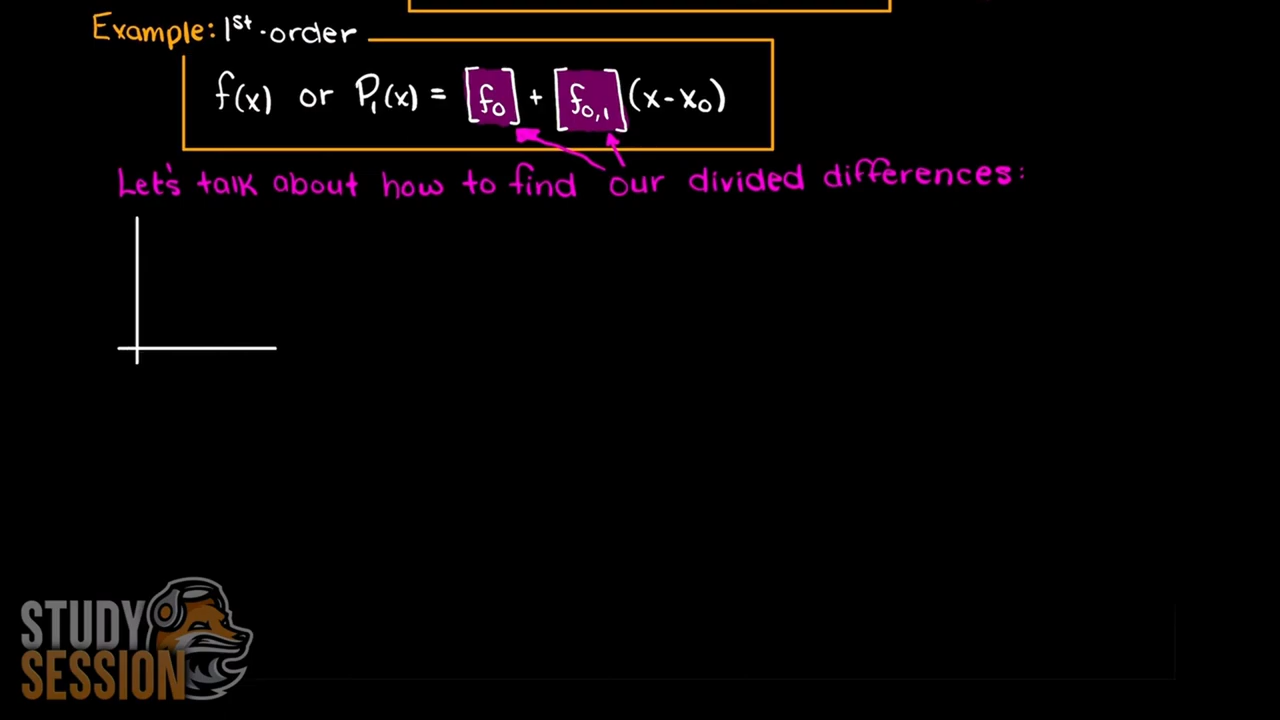 Example: 1st-order
f(x) or P₁(x) = [f₀] + [f₀,₁](x-x₀)
Let's talk about how to find our divided differences:
STUDY
SESSION